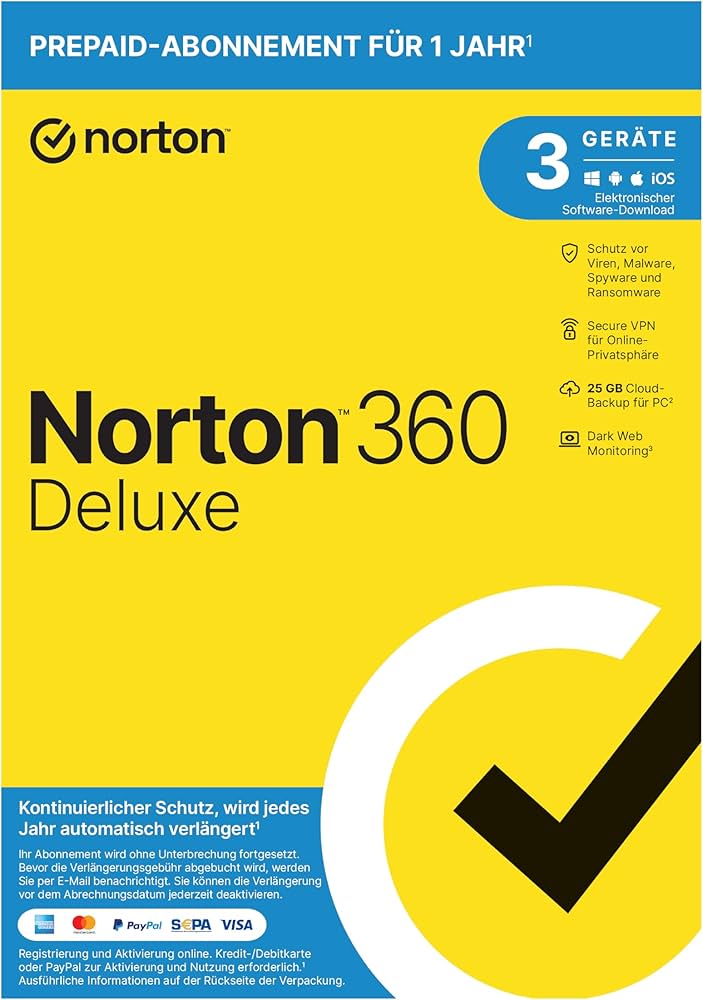 PREPAID-ABONNEMENT FÜR 1 JAHR¹
norton™
3
GERÄTE
iOS
Elektronischer
Software-Download
Schutz vor
Viren, Malware,
Spyware und
Ransomware
Secure VPN
für Online-
Privatsphäre
25 GB Cloud-
Backup für PC²
Dark Web
Monitoring³
Norton™ 360
Deluxe
Kontinuierlicher Schutz, wird jedes
Jahr automatisch verlängert¹
Ihr Abonnement wird ohne Unterbrechung fortgesetzt.
Bevor die Verlängerungsgebühr abgebucht wird, werden
Sie per E-Mail benachrichtigt. Sie können die Verlängerung
vor dem Abrechnungsdatum jederzeit deaktivieren.
PayPal SEPA VISA
Registrierung und Aktivierung online. Kredit-/Debitkarte
oder PayPal zur Aktivierung und Nutzung erforderlich.¹
Ausführliche Informationen auf der Rückseite der Verpackung.